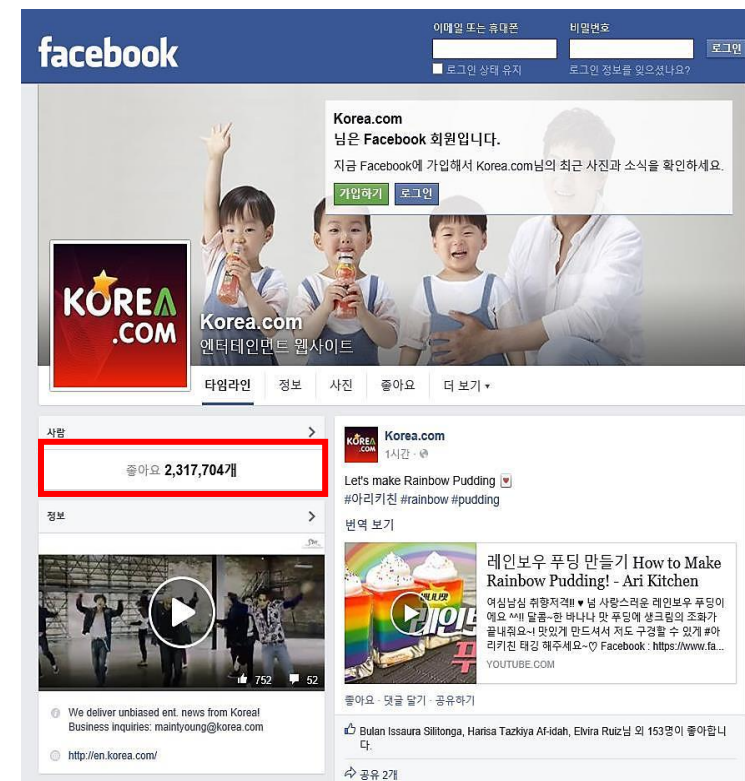 facebook
이메일 또는 휴대폰
비밀번호
로그인
로그인 상태 유지
로그인 정보를 잊으셨나요?
Korea.com
님은 Facebook 회원입니다.
지금 Facebook에 가입해서 Korea.com님의 최근 사진과 소식을 확인하세요.
가입하기
로그인
KOREA
.COM
Korea.com
엔터테인먼트 웹사이트
타임라인
정보
사진
좋아요
더 보기
사람
좋아요 2,317,704개
정보
752
52
We deliver unbiased ent. news from Korea!
Business inquiries: maintyoung@korea.com
http://en.korea.com/
KOREA
.COM
Korea.com
1시간 ·
Let's make Rainbow Pudding
#아리키친 #rainbow #pudding
번역 보기
레인보우 푸딩 만들기 How to Make
Rainbow Pudding! - Ari Kitchen
여심남심 취향저격!! ♥ 넘 사랑스러운 레인보우 푸딩이
에요 ^^!! 달콤~한 바나나 맛 푸딩에 생크림의 조화가
끝내줘요~! 맛있게 만드셔서 저도 구경할 수 있게 #아
리키친 태깅 해주세요~♡ Facebook : https://www.fa...
YOUTUBE.COM
좋아요 · 댓글 달기 · 공유하기
Bulan Issaura Silitonga, Harisa Tazkiya Af-idah, Elvira Ruiz님 외 153명이 좋아합니
다.
공유 2개